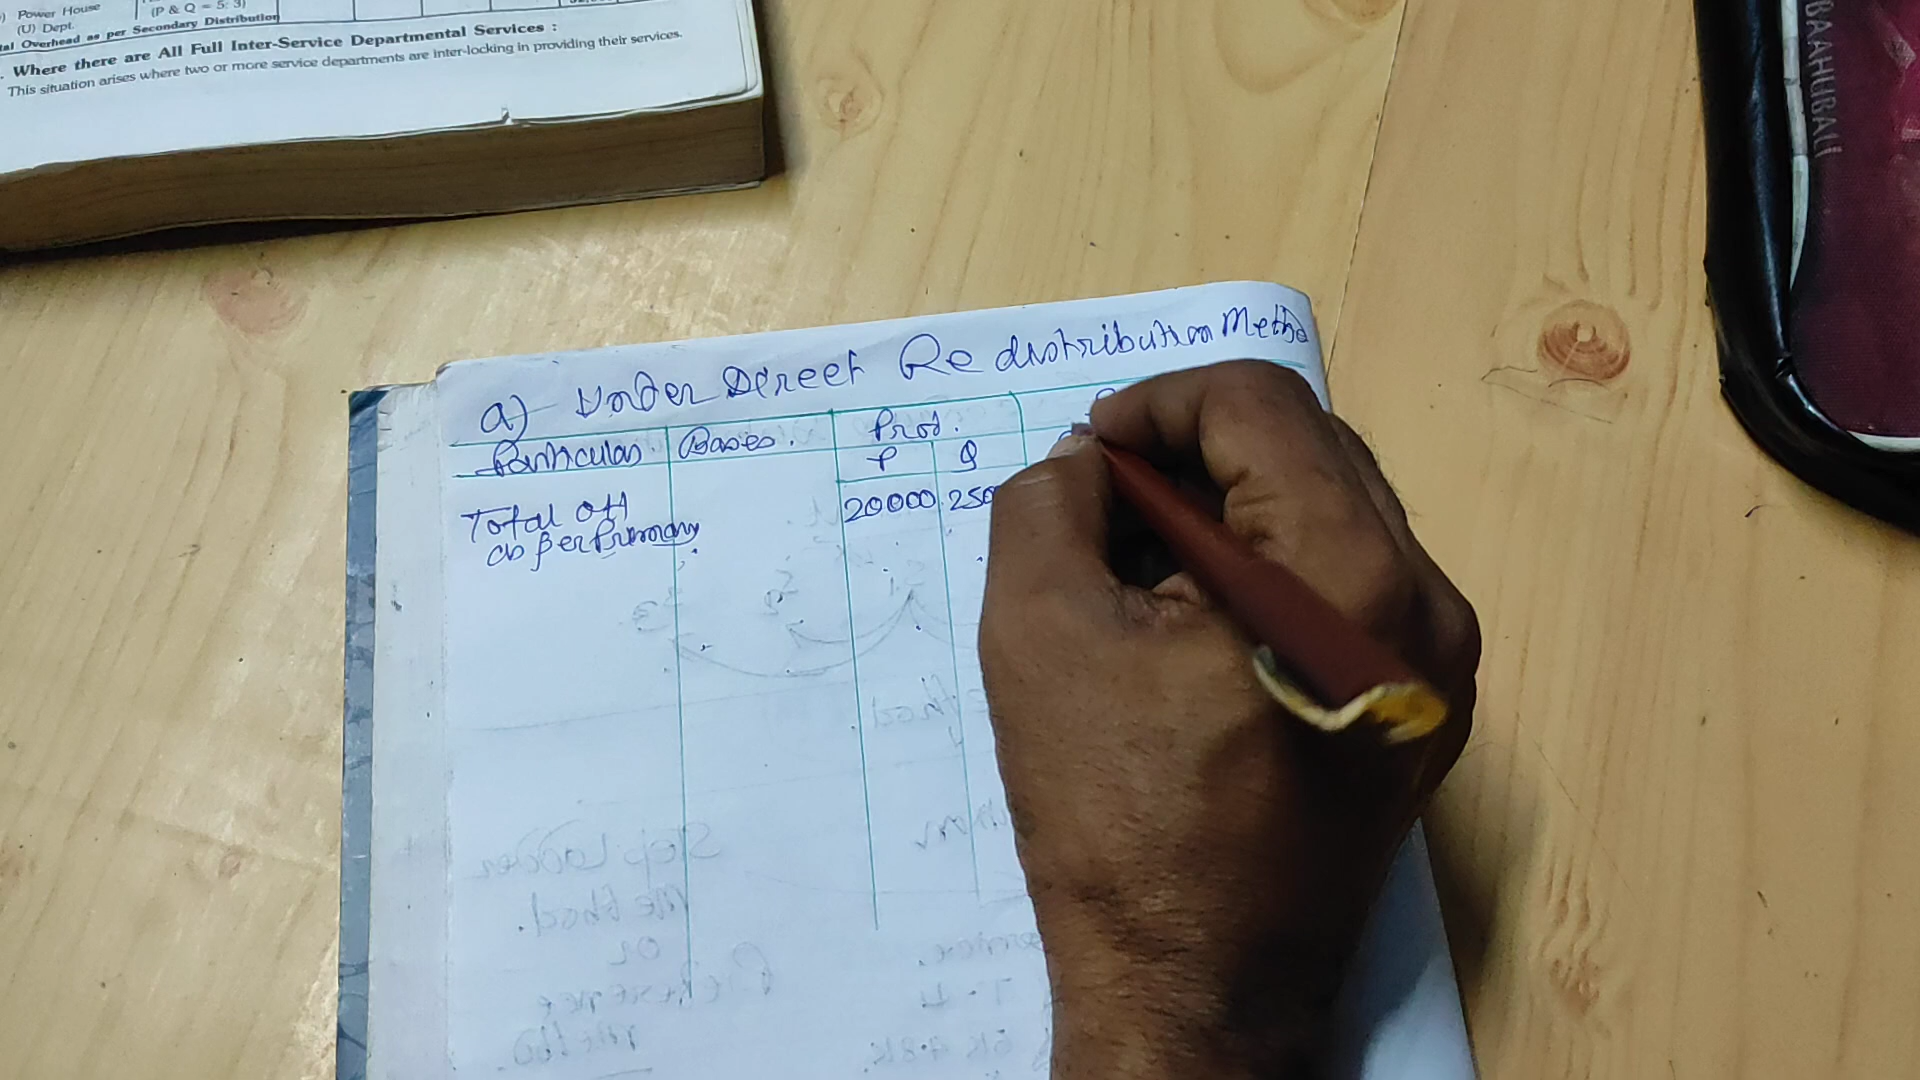 Power House
(P & Q = 5: 3)
(U) Dept.
tal Overhead as per Secondary Distribution
. Where there are All Full Inter-Service Departmental Services :
This situation arises where two or more service departments are inter-locking in providing their services.
BAAHUBALI
a) Under Direct Re distribution Metho
Particulars. Bases. Prod.
P Q
Total OH 20000 250
as per Primary